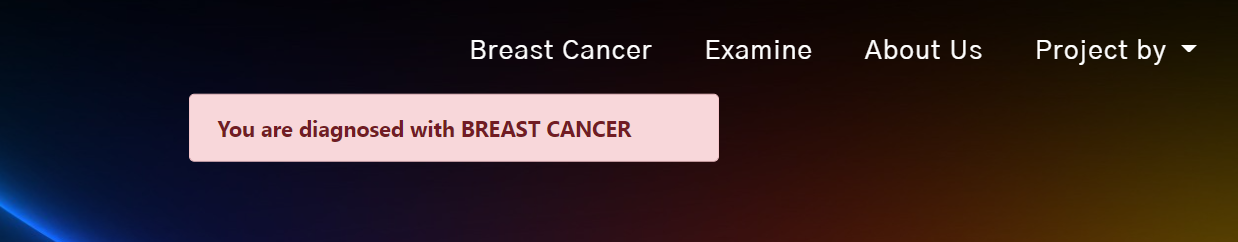 Breast Cancer Examine About Us Project by
You are diagnosed with BREAST CANCER